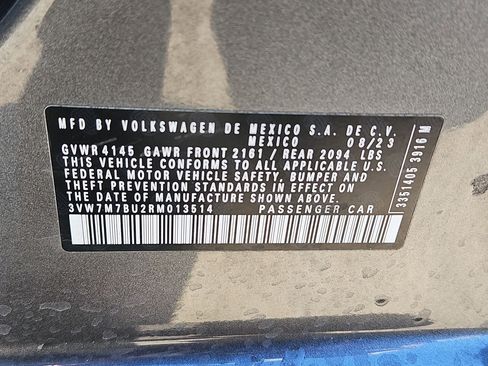 MFD BY VOLKSWAGEN DE MEXICO S.A. DE C.V.
MEXICO 08/23
GVWR 4145 GAWR FRONT 2161 / REAR 2094 LBS
THIS VEHICLE CONFORMS TO ALL APPLICABLE U.S.
FEDERAL MOTOR VEHICLE SAFETY, BUMPER AND
THEFT PREVENTION STANDARDS IN EFFECT ON
THE DATE OF MANUFACTURE SHOWN ABOVE.
3VW7M7BU2RM013514 PASSENGER CAR
3351405 3916 M